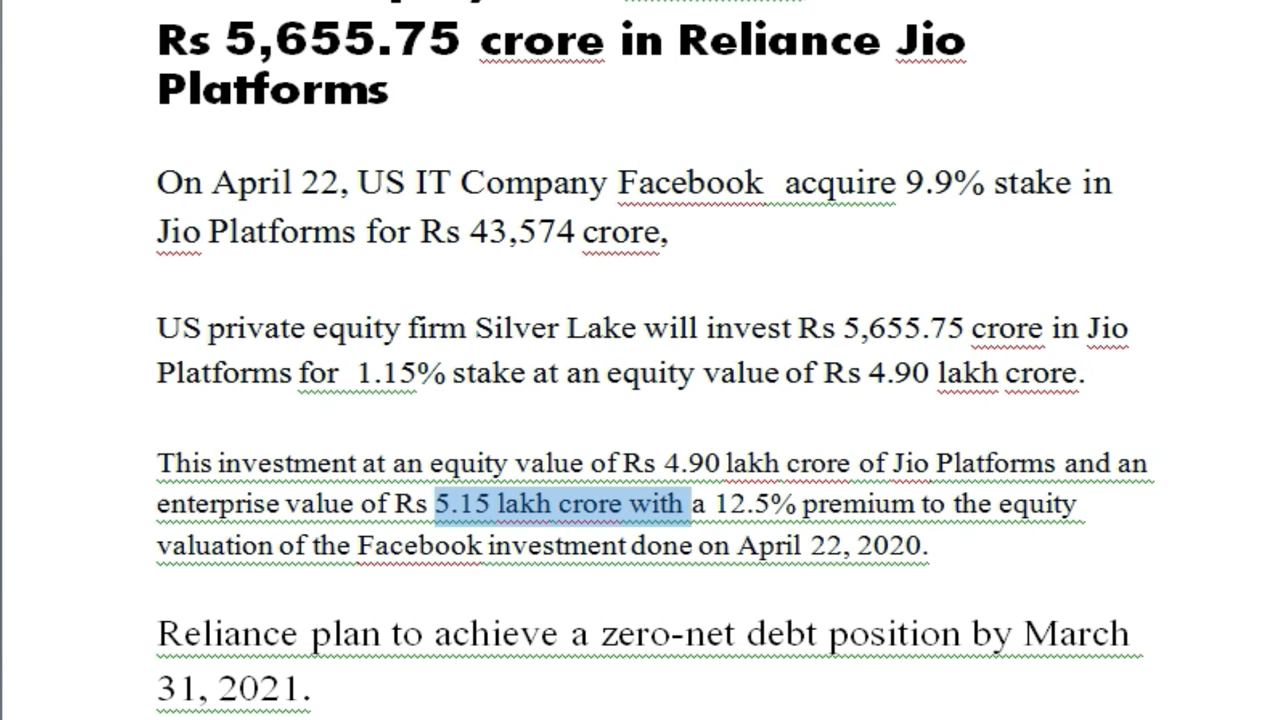 Rs 5,655.75 crore in Reliance Jio
Platforms
On April 22, US IT Company Facebook acquire 9.9% stake in
Jio Platforms for Rs 43,574 crore,
US private equity firm Silver Lake will invest Rs 5,655.75 crore in Jio
Platforms for 1.15% stake at an equity value of Rs 4.90 lakh crore.
This investment at an equity value of Rs 4.90 lakh crore of Jio Platforms and an
enterprise value of Rs 5.15 lakh crore with a 12.5% premium to the equity
valuation of the Facebook investment done on April 22, 2020.
Reliance plan to achieve a zero-net debt position by March
31, 2021.